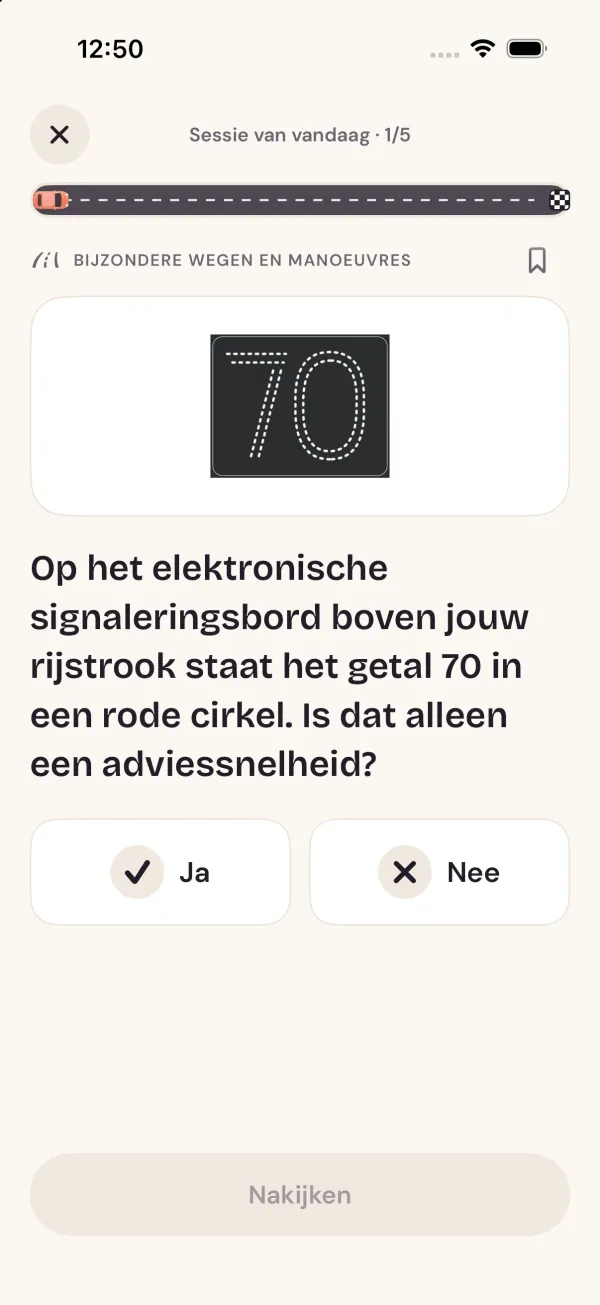 12:50
Sessie van vandaag · 1/5
BIJZONDERE WEGEN EN MANOEUVRES
70
Op het elektronische
signaleringsbord boven jouw
rijstrook staat het getal 70 in
een rode cirkel. Is dat alleen
een adviessnelheid?
Ja
Nee
Nakijken